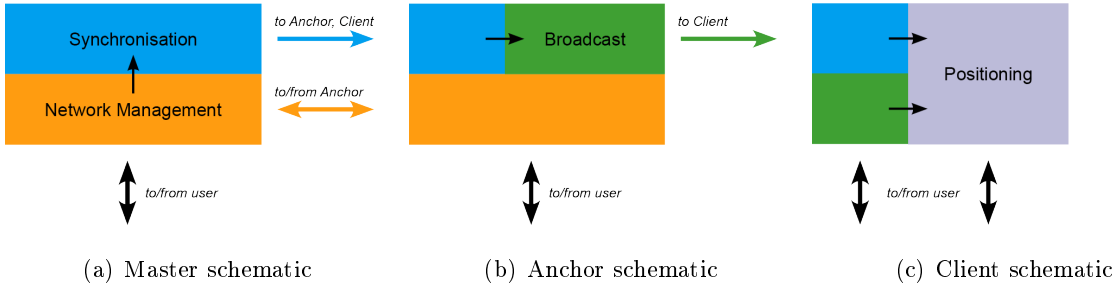 Synchronisation
Network Management
to Anchor, Client
to/from Anchor
to/from user
(a) Master schematic
Broadcast
to Client
to/from user
(b) Anchor schematic
Positioning
to/from user
(c) Client schematic